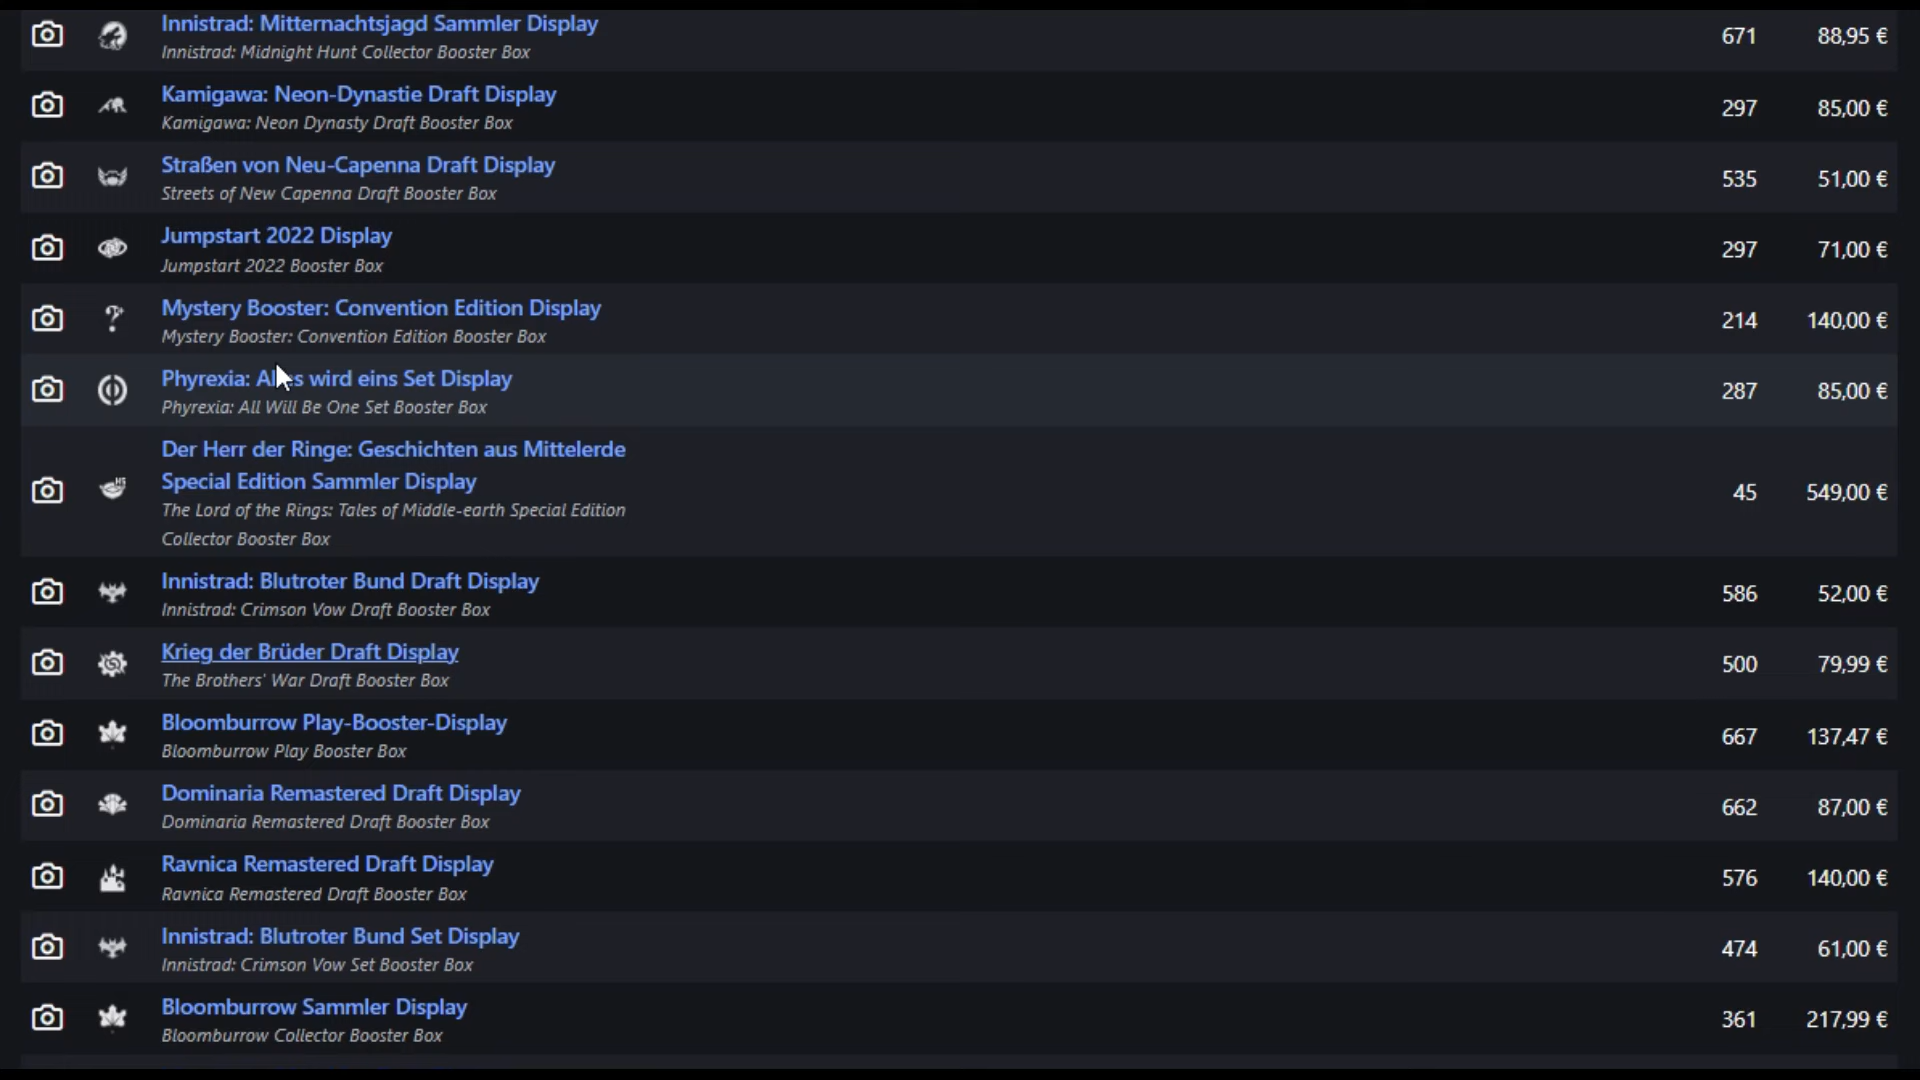 Innistrad: Mitternachtsjagd Sammler Display
Innistrad: Midnight Hunt Collector Booster Box
671 88,95 €
Kamigawa: Neon-Dynastie Draft Display
Kamigawa: Neon Dynasty Draft Booster Box
297 85,00 €
Straßen von Neu-Capenna Draft Display
Streets of New Capenna Draft Booster Box
535 51,00 €
Jumpstart 2022 Display
Jumpstart 2022 Booster Box
297 71,00 €
Mystery Booster: Convention Edition Display
Mystery Booster: Convention Edition Booster Box
214 140,00 €
Phyrexia: Alles wird eins Set Display
Phyrexia: All Will Be One Set Booster Box
287 85,00 €
Der Herr der Ringe: Geschichten aus Mittelerde
Special Edition Sammler Display
The Lord of the Rings: Tales of Middle-earth Special Edition
Collector Booster Box
45 549,00 €
Innistrad: Blutroter Bund Draft Display
Innistrad: Crimson Vow Draft Booster Box
586 52,00 €
Krieg der Brüder Draft Display
The Brothers' War Draft Booster Box
500 79,99 €
Bloomburrow Play-Booster-Display
Bloomburrow Play Booster Box
667 137,47 €
Dominaria Remastered Draft Display
Dominaria Remastered Draft Booster Box
662 87,00 €
Ravnica Remastered Draft Display
Ravnica Remastered Draft Booster Box
576 140,00 €
Innistrad: Blutroter Bund Set Display
Innistrad: Crimson Vow Set Booster Box
474 61,00 €
Bloomburrow Sammler Display
Bloomburrow Collector Booster Box
361 217,99 €